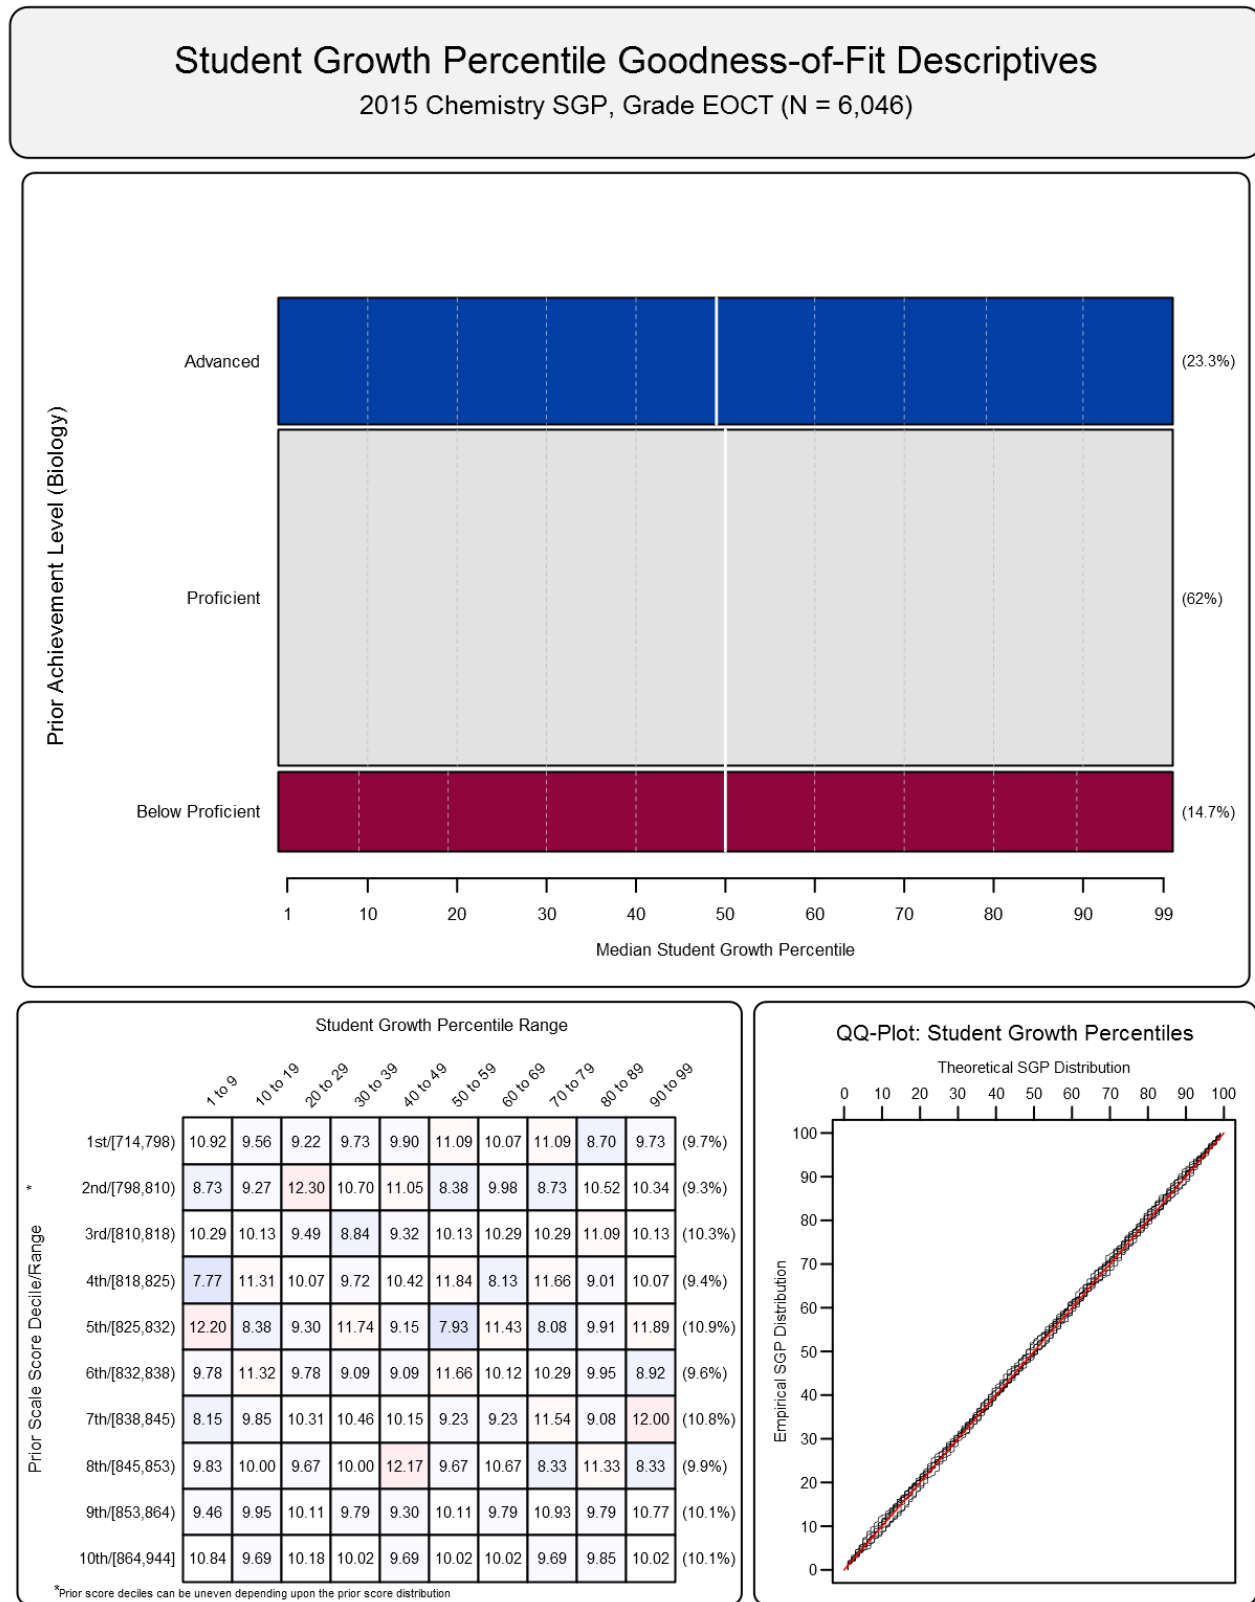 Student Growth Percentile Goodness-of-Fit Descriptives
2015 Chemistry SGP, Grade EOCT (N = 6,046)
Prior Achievement Level (Biology)
Advanced
(23.3%)
Proficient
(62%)
Below Proficient
(14.7%)
1 10 20 30 40 50 60 70 80 90 99
Median Student Growth Percentile
Student Growth Percentile Range
1 to 9 10 to 19 20 to 29 30 to 39 40 to 49 50 to 59 60 to 69 70 to 79 80 to 89 90 to 99
Prior Scale Score Decile/Range *
1st/[714,798) 10.92 9.56 9.22 9.73 9.90 11.09 10.07 11.09 8.70 9.73 (9.7%)
2nd/[798,810) 8.73 9.27 12.30 10.70 11.05 8.38 9.98 8.73 10.52 10.34 (9.3%)
3rd/[810,818) 10.29 10.13 9.49 8.84 9.32 10.13 10.29 10.29 11.09 10.13 (10.3%)
4th/[818,825) 7.77 11.31 10.07 9.72 10.42 11.84 8.13 11.66 9.01 10.07 (9.4%)
5th/[825,832) 12.20 8.38 9.30 11.74 9.15 7.93 11.43 8.08 9.91 11.89 (10.9%)
6th/[832,838) 9.78 11.32 9.78 9.09 9.09 11.66 10.12 10.29 9.95 8.92 (9.6%)
7th/[838,845) 8.15 9.85 10.31 10.46 10.15 9.23 9.23 11.54 9.08 12.00 (10.8%)
8th/[845,853) 9.83 10.00 9.67 10.00 12.17 9.67 10.67 8.33 11.33 8.33 (9.9%)
9th/[853,864) 9.46 9.95 10.11 9.79 9.30 10.11 9.79 10.93 9.79 10.77 (10.1%)
10th/[864,944] 10.84 9.69 10.18 10.02 9.69 10.02 10.02 9.69 9.85 10.02 (10.1%)
*Prior score deciles can be uneven depending upon the prior score distribution
QQ-Plot: Student Growth Percentiles
Theoretical SGP Distribution
0 10 20 30 40 50 60 70 80 90 100
Empirical SGP Distribution
100
90
80
70
60
50
40
30
20
10
0